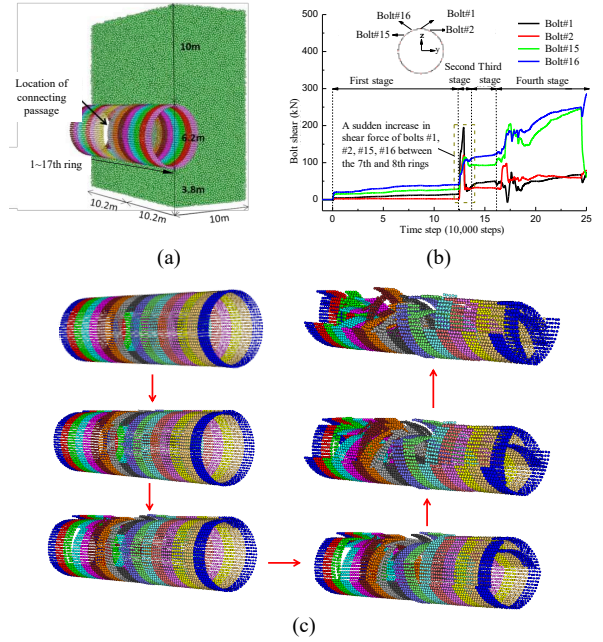 (a)
10m
Location of
connecting
passage
6.2m
1~17th ring
3.8m
10.2m
10.2m
10m
(b)
Bolt shear (kN)
500
400
300
200
100
0
Bolt#16
Bolt#1
Bolt#15
Bolt#2
z
y
Bolt#1
Bolt#2
Bolt#15
Bolt#16
First stage
Second
stage
Third
stage
Fourth stage
A sudden increase in
shear force of bolts #1,
#2, #15, #16 between
the 7th and 8th rings
0 5 10 15 20 25
Time step (10,000 steps)
(c)